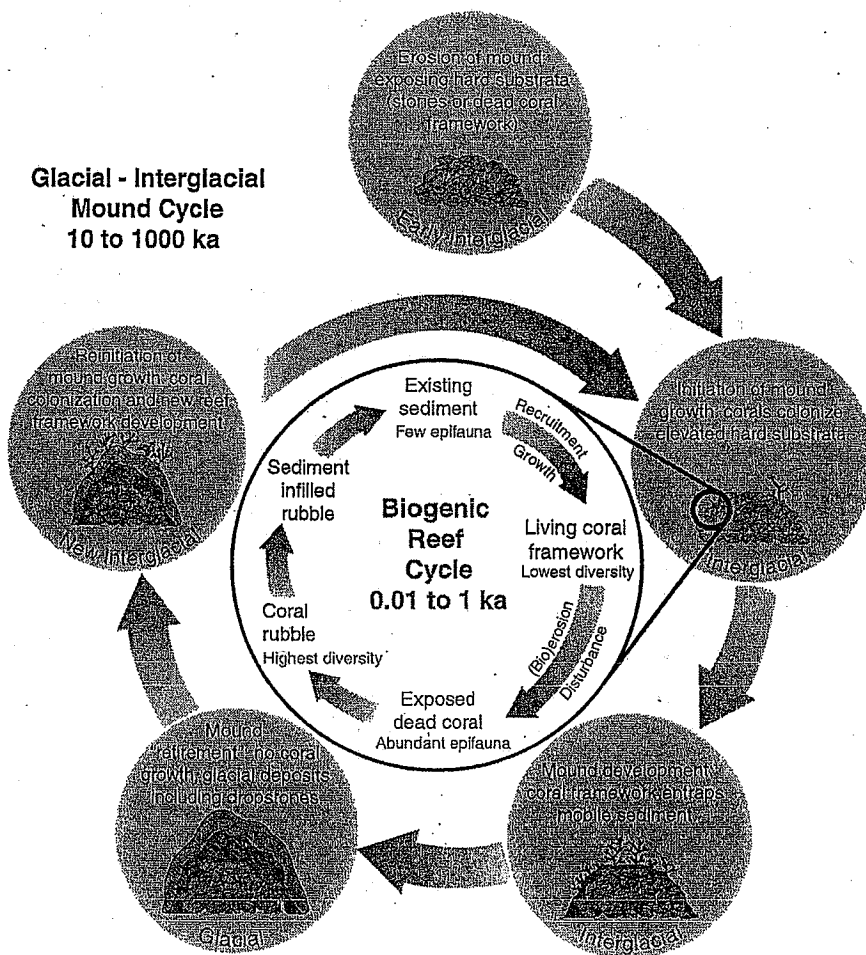 Erosion of mound
exposing hard substrata
(stones or dead coral
framework)
Early Interglacial
Glacial - Interglacial
Mound Cycle
10 to 1000 ka
Reinitiation of
mound growth: coral
colonization and new reef
framework development
New Interglacial
Initiation of mound
growth: corals colonize
elevated hard substrata
Interglacial
Existing
sediment
Few epifauna
Recruitment
Growth
Sediment
infilled
rubble
Biogenic
Reef
Cycle
0.01 to 1 ka
Living coral
framework
Lowest diversity
(Bio)erosion
Disturbance
Coral
rubble
Highest diversity
Exposed
dead coral
Abundant epifauna
Mound
retirement - no coral
growth, glacial deposits
including dropstones
Glacial
Mound development
coral framework entraps
mobile sediment
Interglacial